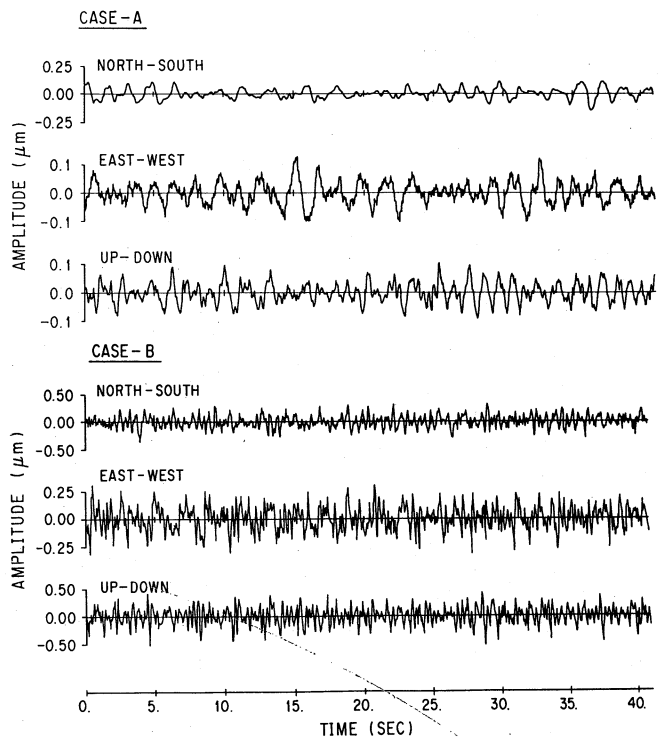 CASE-A
NORTH-SOUTH
0.25
0.00
-0.25
EAST-WEST
0.1
0.0
-0.1
UP-DOWN
0.1
0.0
-0.1
AMPLITUDE (μm)
CASE-B
NORTH-SOUTH
0.50
0.00
-0.50
EAST-WEST
0.25
0.00
-0.25
UP-DOWN
0.50
0.00
-0.50
AMPLITUDE (μm)
0. 5. 10. 15. 20. 25. 30. 35. 40.
TIME (SEC)